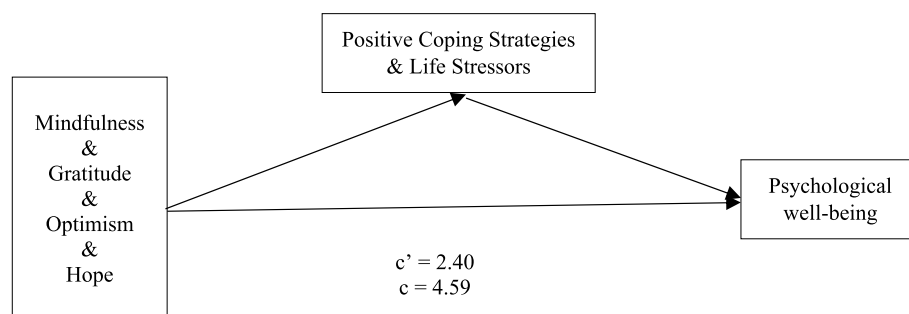 Positive Coping Strategies
& Life Stressors
Mindfulness
&
Gratitude
&
Optimism
&
Hope
Psychological
well-being
c’ = 2.40
c = 4.59